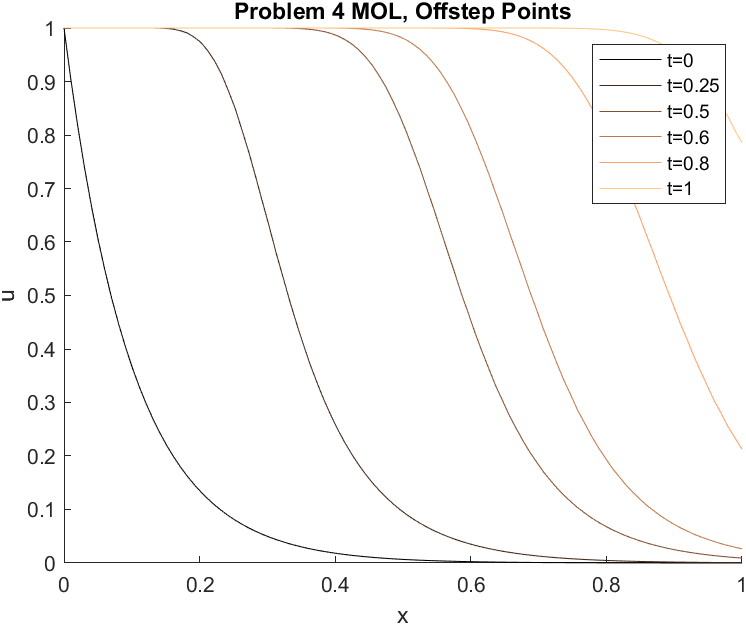 Problem 4 MOL, Offstep Points
1
0.9
0.8
0.7
0.6
0.5
0.4
0.3
0.2
0.1
0
u
t=0
t=0.25
t=0.5
t=0.6
t=0.8
t=1
0 0.2 0.4 0.6 0.8 1
x